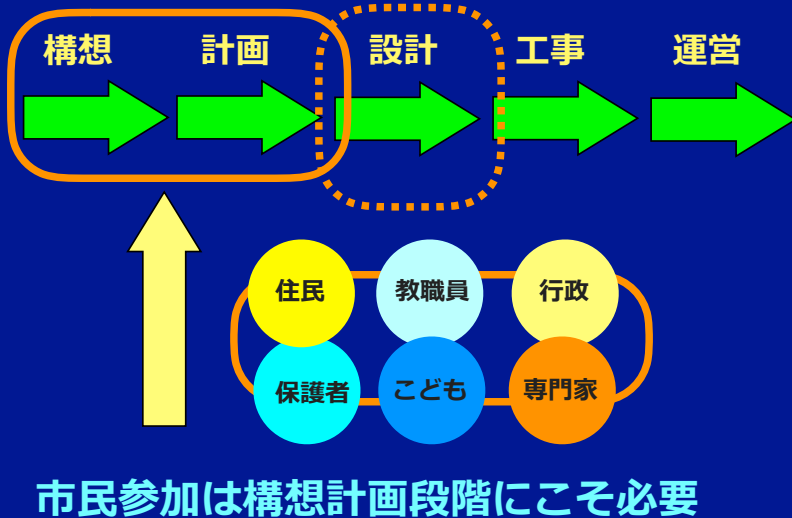 構想 計画 設計 工事 運営
住民 教職員 行政
保護者 こども 専門家
市民参加は構想計画段階にこそ必要